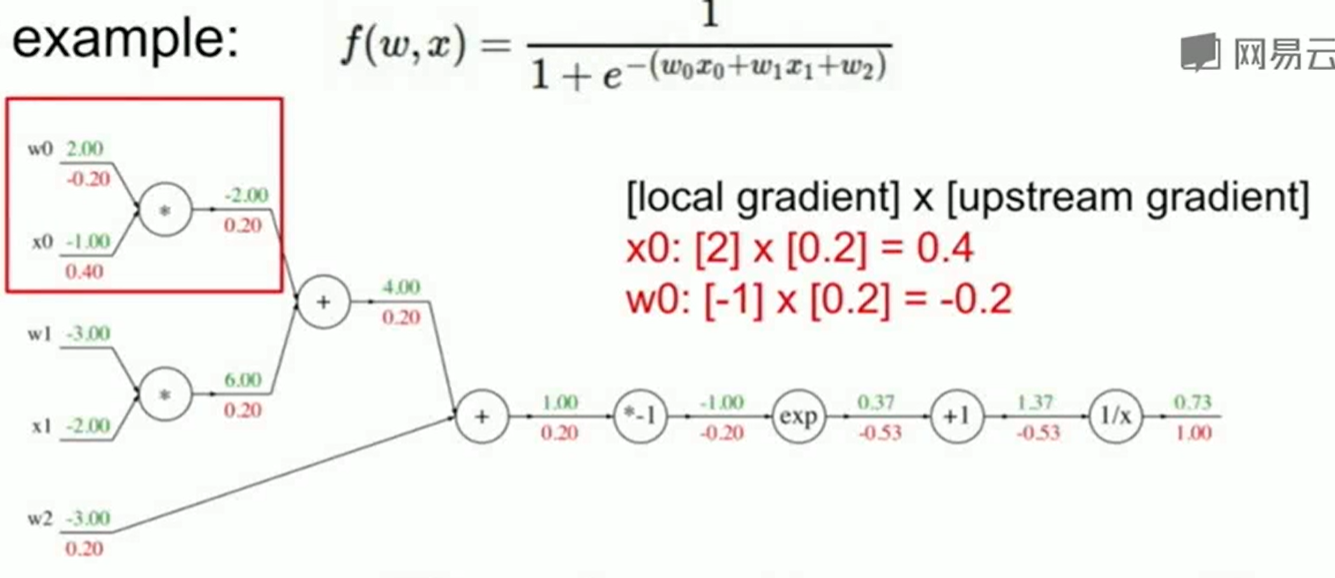 example:
f(w,x) = 1 / (1 + e^{-(w_0x_0+w_1x_1+w_2)})
网易云
w0 2.00
-0.20
*
-2.00
0.20
x0 -1.00
0.40
[local gradient] x [upstream gradient]
x0: [2] x [0.2] = 0.4
w0: [-1] x [0.2] = -0.2
+
4.00
0.20
w1 -3.00
*
6.00
0.20
x1 -2.00
+
1.00
0.20
*-1
-1.00
-0.20
exp
0.37
-0.53
+1
1.37
-0.53
1/x
0.73
1.00
w2 -3.00
0.20